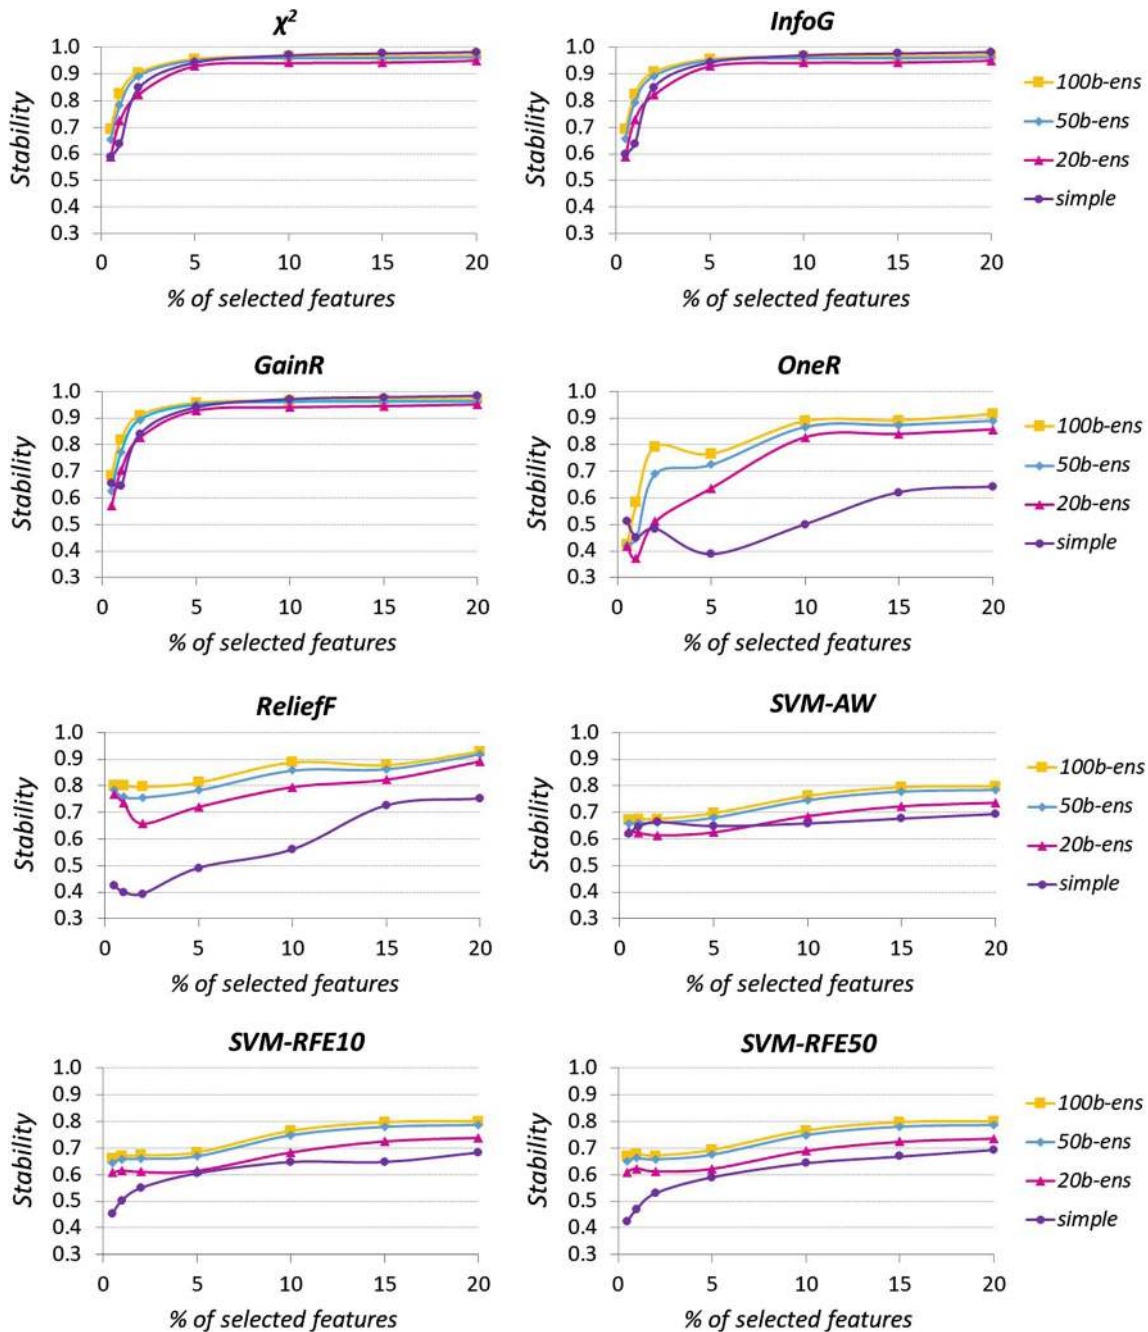 χ²
InfoG
Stability
1.0
0.9
0.8
0.7
0.6
0.5
0.4
0.3
0 5 10 15 20
% of selected features
Stability
1.0
0.9
0.8
0.7
0.6
0.5
0.4
0.3
0 5 10 15 20
% of selected features
100b-ens
50b-ens
20b-ens
simple
GainR
OneR
Stability
1.0
0.9
0.8
0.7
0.6
0.5
0.4
0.3
0 5 10 15 20
% of selected features
Stability
1.0
0.9
0.8
0.7
0.6
0.5
0.4
0.3
0 5 10 15 20
% of selected features
100b-ens
50b-ens
20b-ens
simple
ReliefF
SVM-AW
Stability
1.0
0.9
0.8
0.7
0.6
0.5
0.4
0.3
0 5 10 15 20
% of selected features
Stability
1.0
0.9
0.8
0.7
0.6
0.5
0.4
0.3
0 5 10 15 20
% of selected features
100b-ens
50b-ens
20b-ens
simple
SVM-RFE10
SVM-RFE50
Stability
1.0
0.9
0.8
0.7
0.6
0.5
0.4
0.3
0 5 10 15 20
% of selected features
Stability
1.0
0.9
0.8
0.7
0.6
0.5
0.4
0.3
0 5 10 15 20
% of selected features
100b-ens
50b-ens
20b-ens
simple